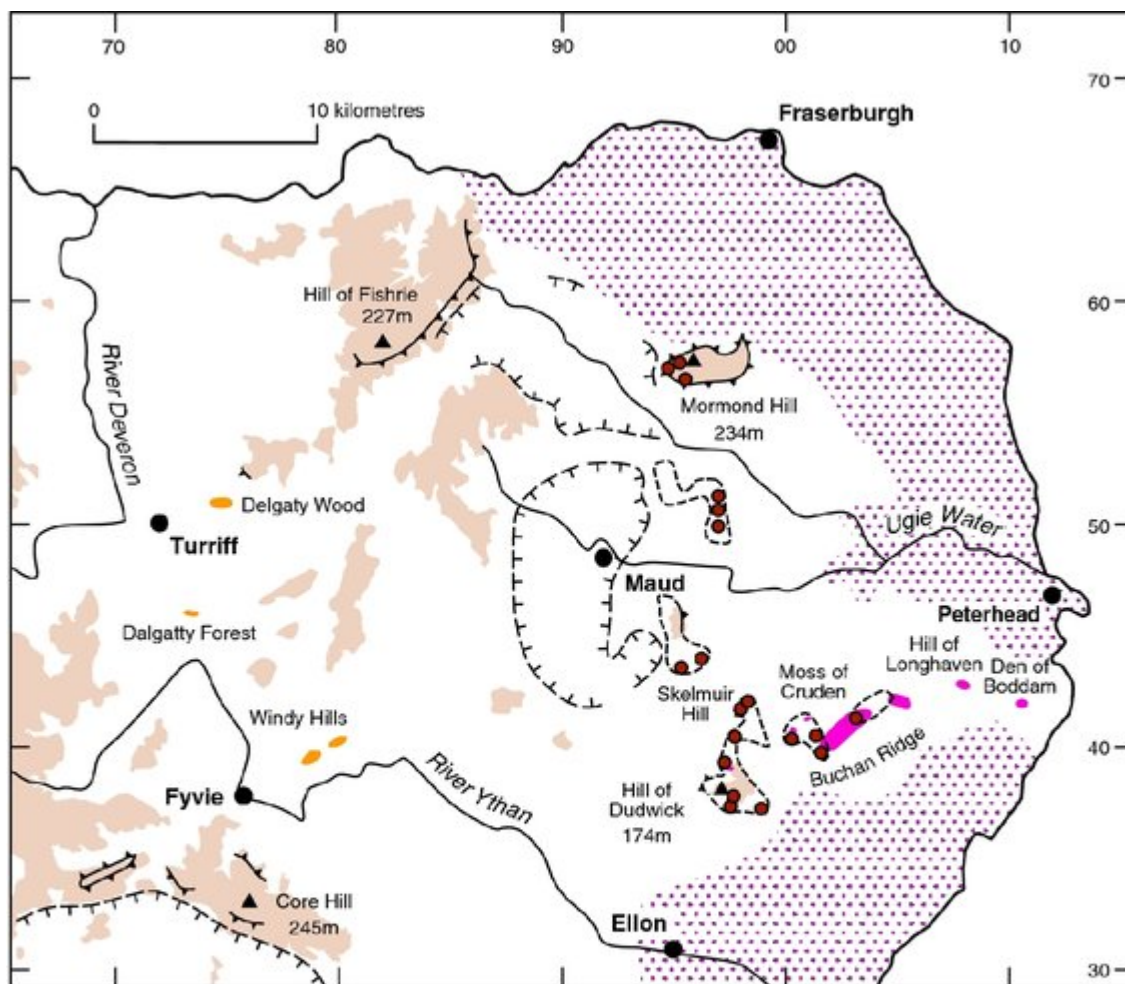 70
80
90
00
10
70
0
10 kilometres
Fraserburgh
Hill of Fishrie
227m
60
River Deveron
Mormond Hill
234m
Delgaty Wood
Turriff
Ugie Water
50
Maud
Peterhead
Dalgatty Forest
Hill of
Longhaven
Den of
Boddam
Moss of
Cruden
Skelmuir
Hill
Windy Hills
Buchan Ridge
40
River Ythan
Fyvie
Hill of
Dudwick
174m
Core Hill
245m
Ellon
30